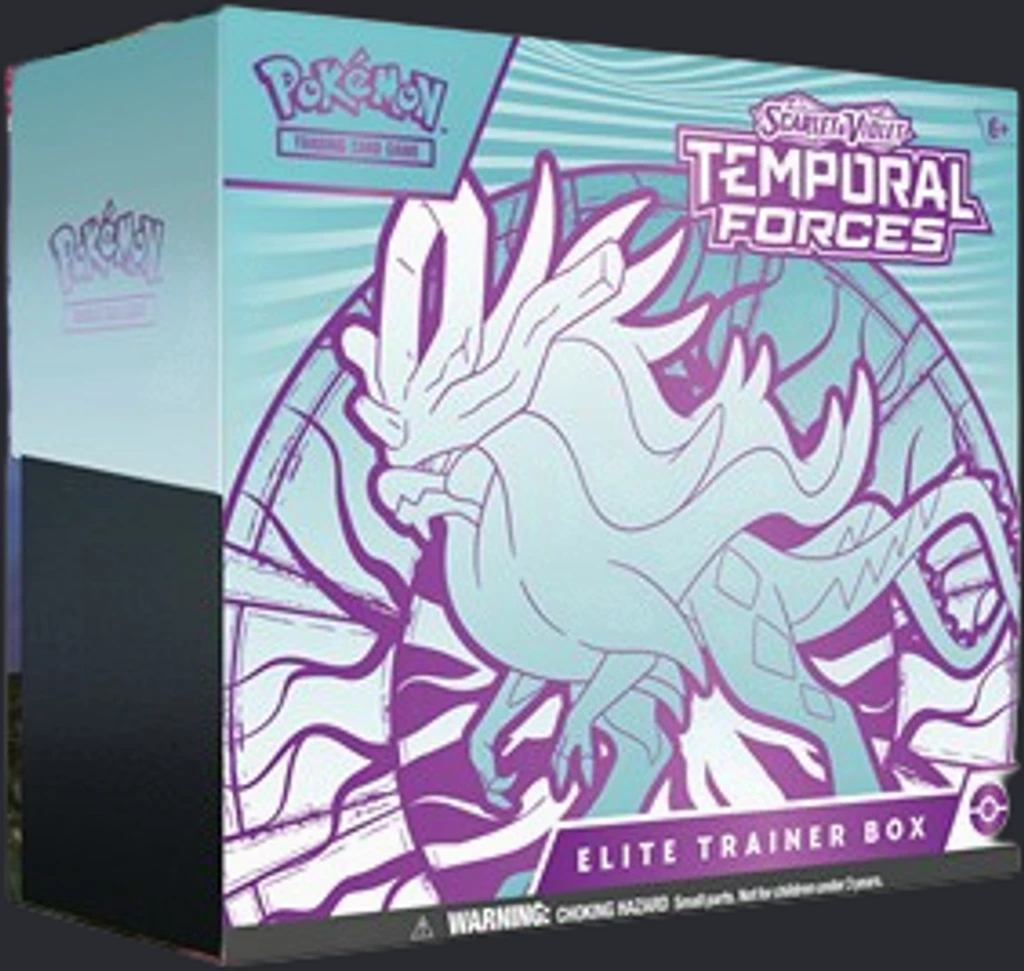 POKéMON
TRADING CARD GAME
SCARLET & VIOLET
TEMPORAL
FORCES
6+
POKéMON
ELITE TRAINER BOX
WARNING: CHOKING HAZARD Small parts. Not for children under 3 years.